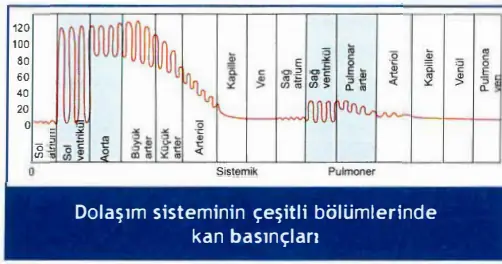 120
100
80
60
40
20
0
Sol atrium
Sol ventrikül
Aorta
Büyük arter
Küçük arter
Arteriol
Kapiller
Ven
Sağ atrium
Sağ ventrikül
Pulmonar arter
Arteriol
Kapiller
Venül
Pulmona ven
0
Sistemik
Pulmoner
Dolaşım sisteminin çeşitli bölümlerinde
kan basınçları